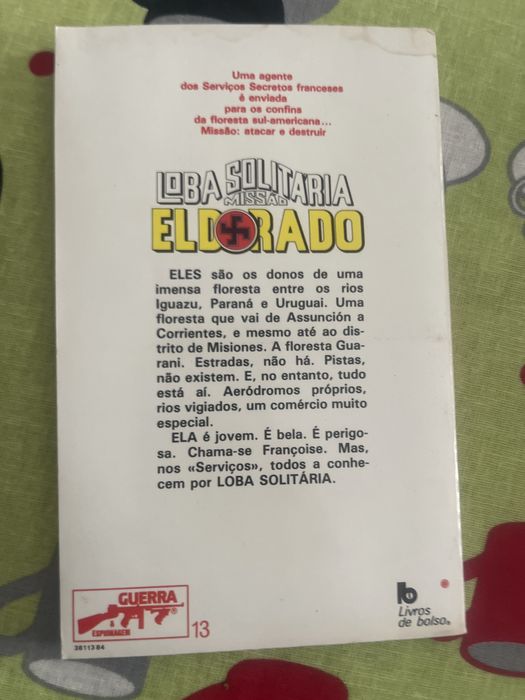 Uma agente
dos Serviços Secretos franceses
é enviada
para os confins
da floresta sul-americana...
Missão: atacar e destruir
LOBA SOLITÁRIA
MISSÃO
ELDORADO
ELES são os donos de uma
imensa floresta entre os rios
Iguazu, Paraná e Uruguai. Uma
floresta que vai de Assunción a
Corrientes, e mesmo até ao dis-
trito de Misiones. A floresta Gua-
rani. Estradas, não há. Pistas,
não existem. E, no entanto, tudo
está aí. Aeródromos próprios,
rios vigiados, um comércio muito
especial.
ELA é jovem. É bela. É perigo-
sa. Chama-se Françoise. Mas,
nos «Serviços», todos a conhe-
cem por LOBA SOLITÁRIA.
GUERRA
ESPIONAGEM
13
3811384
b
Livros
de bolso